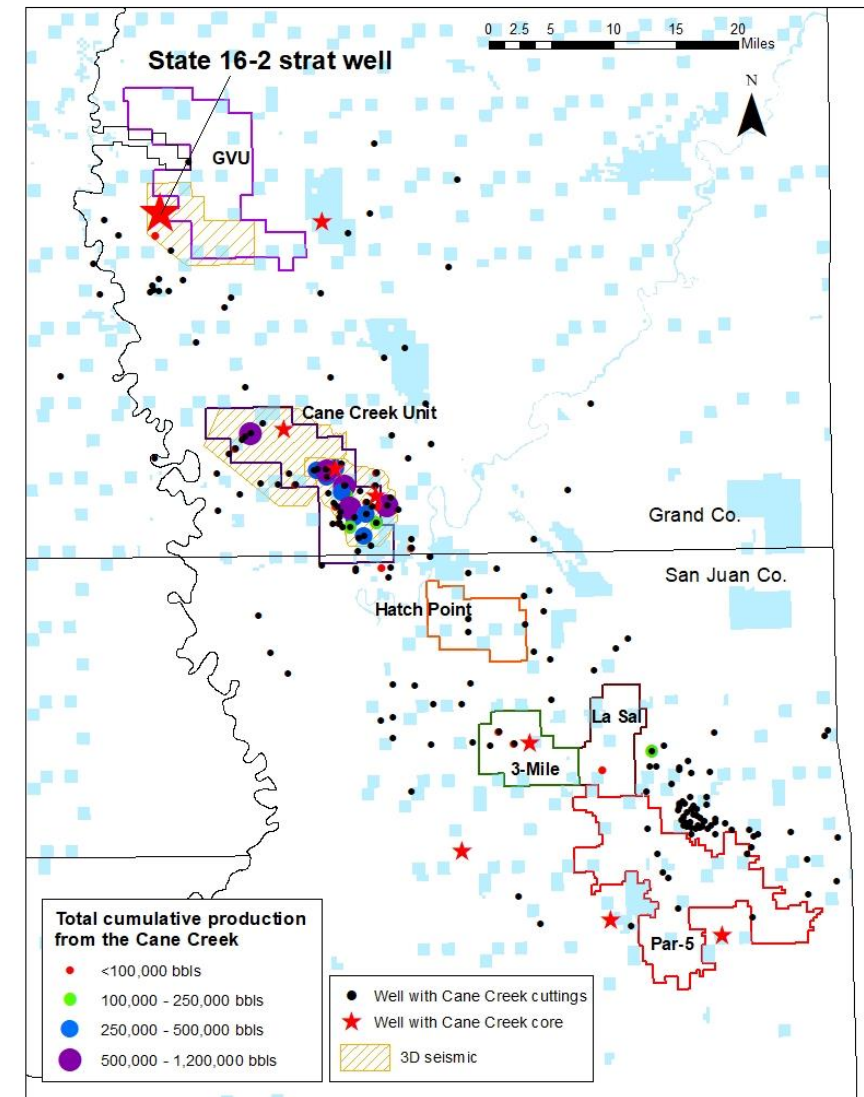 0 2.5 5 10 15 20
Miles
State 16-2 strat well
N
GVU
Cane Creek Unit
Grand Co.
San Juan Co.
Hatch Point
La Sal
3-Mile
Par-5
Total cumulative production
from the Cane Creek
<100,000 bbls
100,000 - 250,000 bbls
250,000 - 500,000 bbls
500,000 - 1,200,000 bbls
Well with Cane Creek cuttings
Well with Cane Creek core
3D seismic